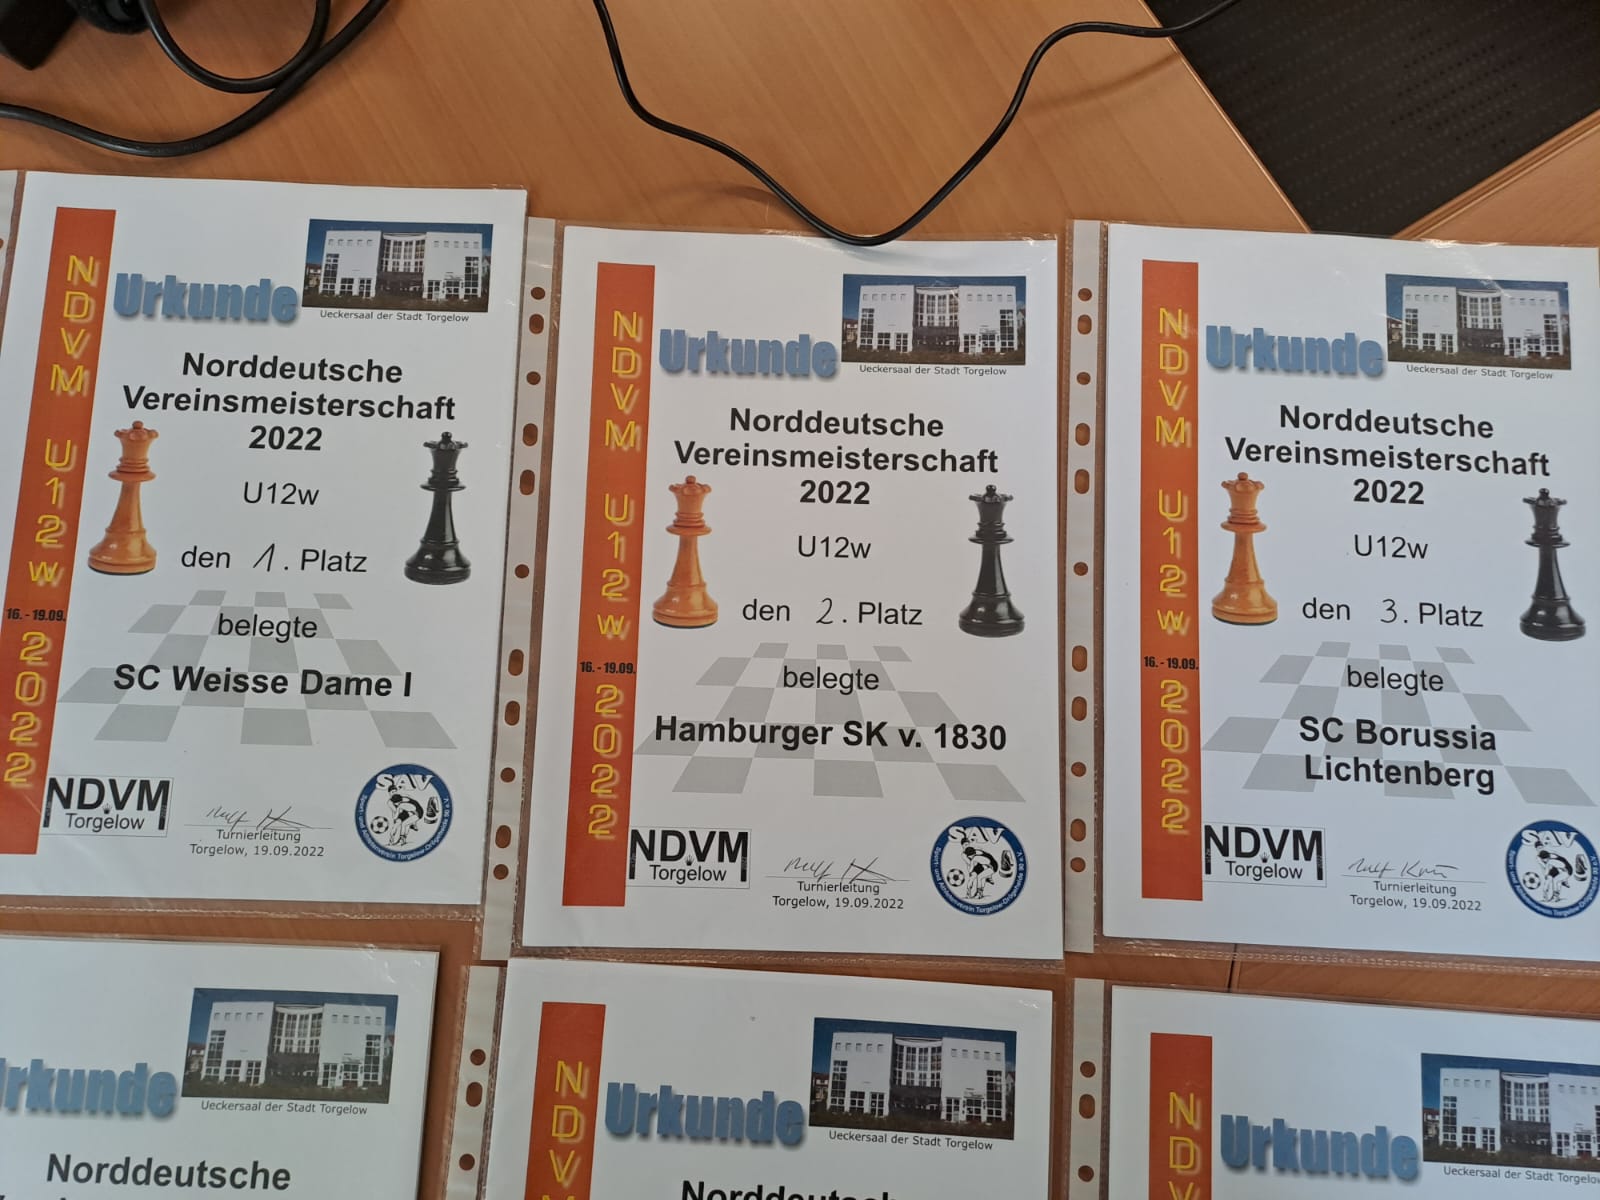 NDVM U12w
16. - 19.09.
2022
Urkunde
Ueckersaal der Stadt Torgelow
Norddeutsche
Vereinsmeisterschaft
2022
U12w
den 1. Platz
belegte
SC Weisse Dame I
NDVM
Torgelow
Turnierleitung
Torgelow, 19.09.2022
SAV
NDVM U12w
16. - 19.09.
2022
Urkunde
Ueckersaal der Stadt Torgelow
Norddeutsche
Vereinsmeisterschaft
2022
U12w
den 2. Platz
belegte
Hamburger SK v. 1830
NDVM
Torgelow
Turnierleitung
Torgelow, 19.09.2022
SAV
NDVM U12w
16. - 19.09.
2022
Urkunde
Ueckersaal der Stadt Torgelow
Norddeutsche
Vereinsmeisterschaft
2022
U12w
den 3. Platz
belegte
SC Borussia
Lichtenberg
NDVM
Torgelow
Turnierleitung
Torgelow, 19.09.2022
SAV
Urkunde
Ueckersaal der Stadt Torgelow
Norddeutsche
NDV
Urkunde
Ueckersaal der Stadt Torgelow
Norddeutsche
NDV
Urkunde
Ueckersaal der Stadt Torgelow